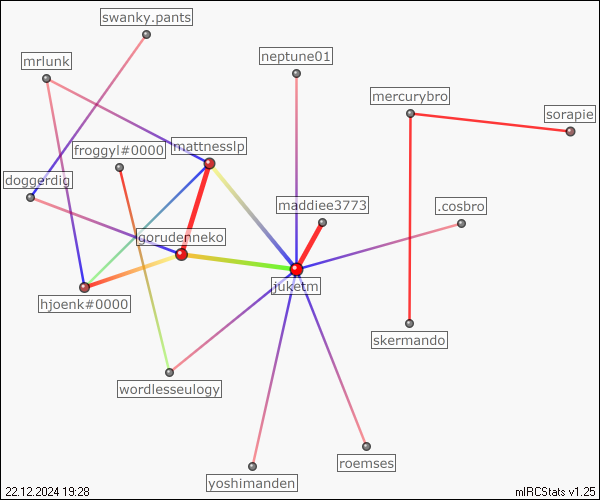 swanky.pants
mrlunk
neptune01
mercurybro
sorapie
mattnesslp
froggyl#0000
doggerdig
maddiee3773
.cosbro
gorudenneko
juketm
hjoenk#0000
skermando
wordlesseulogy
roemses
yoshimanden
22.12.2024 19:28
mIRCStats v1.25